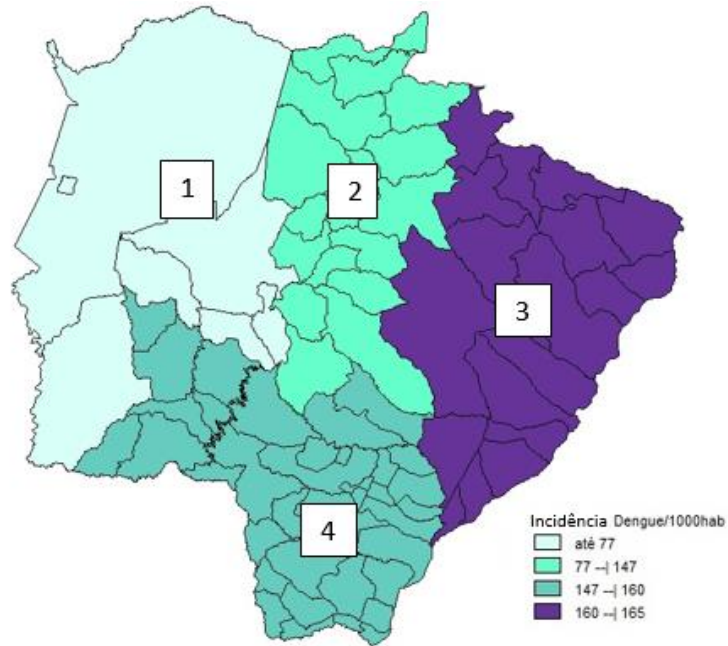 1
2
3
4
Incidência Dengue/1000hab
até 77
77 --| 147
147 --| 160
160 --| 165